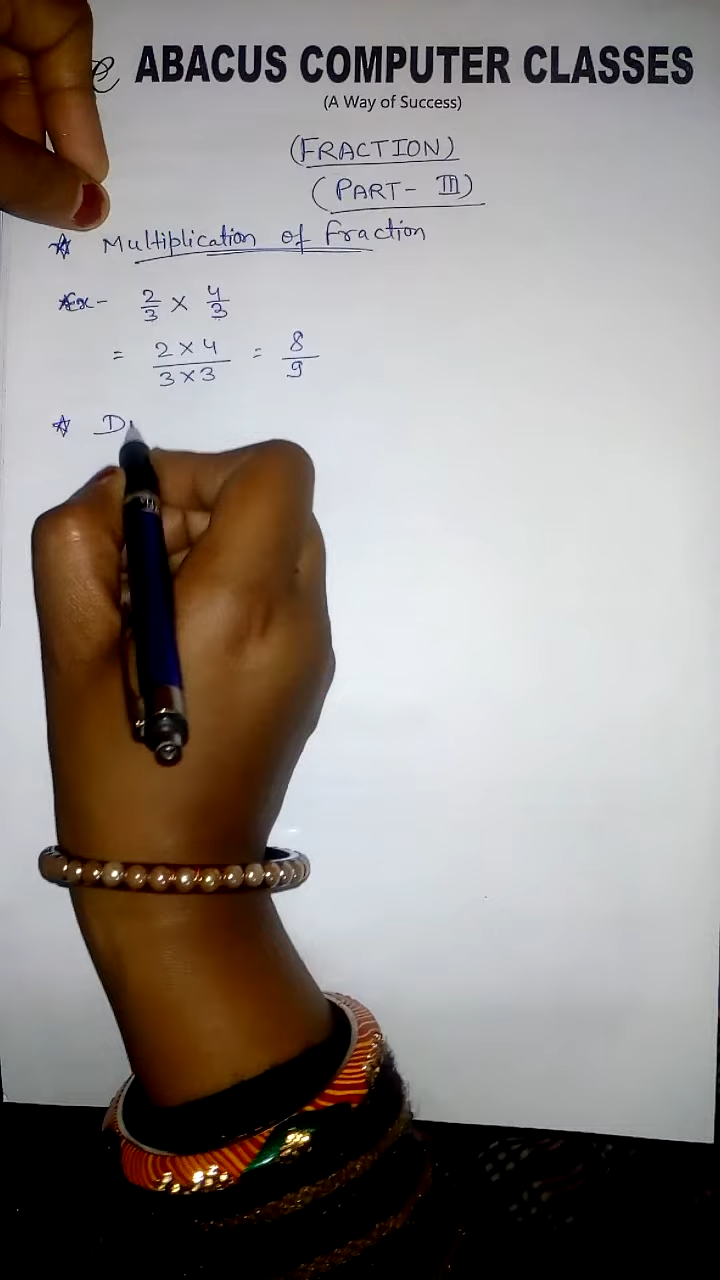 ABACUS COMPUTER CLASSES
(A Way of Success)
(FRACTION)
(PART- III)
☆ Multiplication of Fraction
Ex- 2/3 × 4/3
= 2×4/3×3 = 8/9
☆ D